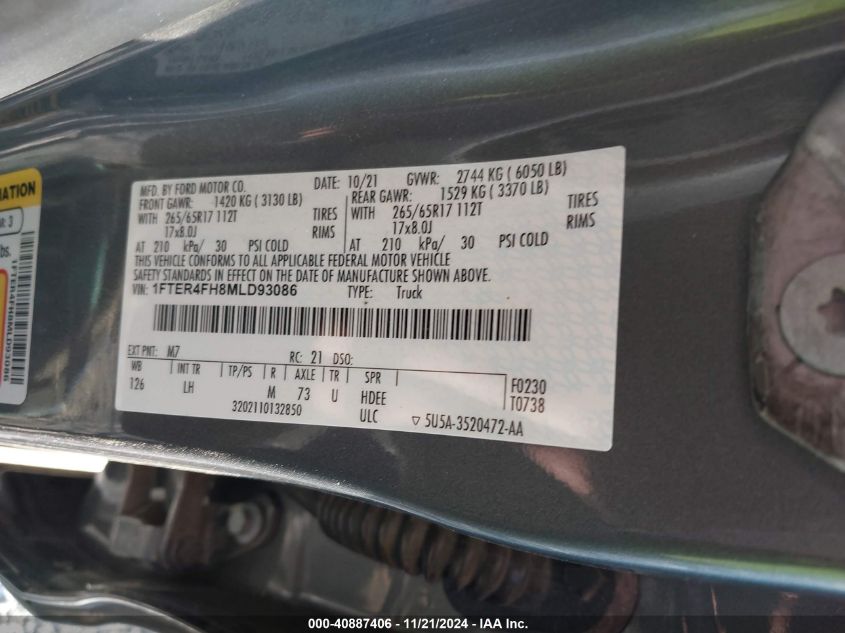 MFD. BY FORD MOTOR CO. DATE: 10/21 GVWR: 2744 KG ( 6050 LB)
FRONT GAWR: 1420 KG ( 3130 LB) REAR GAWR: 1529 KG ( 3370 LB)
WITH 265/65R17 112T TIRES WITH 265/65R17 112T TIRES
17x8.0J RIMS 17x8.0J RIMS
AT 210 kPa/ 30 PSI COLD AT 210 kPa/ 30 PSI COLD
THIS VEHICLE CONFORMS TO ALL APPLICABLE FEDERAL MOTOR VEHICLE
SAFETY STANDARDS IN EFFECT ON THE DATE OF MANUFACTURE SHOWN ABOVE.
VIN: 1FTER4FH8MLD93086 TYPE: Truck
EXT PNT: M7 RC: 21 DSO:
WB INT TR TP/PS R AXLE TR SPR F0230
126 LH M 73 U HDEE T0738
3202110132850 ULC 5U5A-3520472-AA
MATION
R: 3
lbs.
1FTER4FH8MLD93086
000-40887406 - 11/21/2024 - IAA Inc.